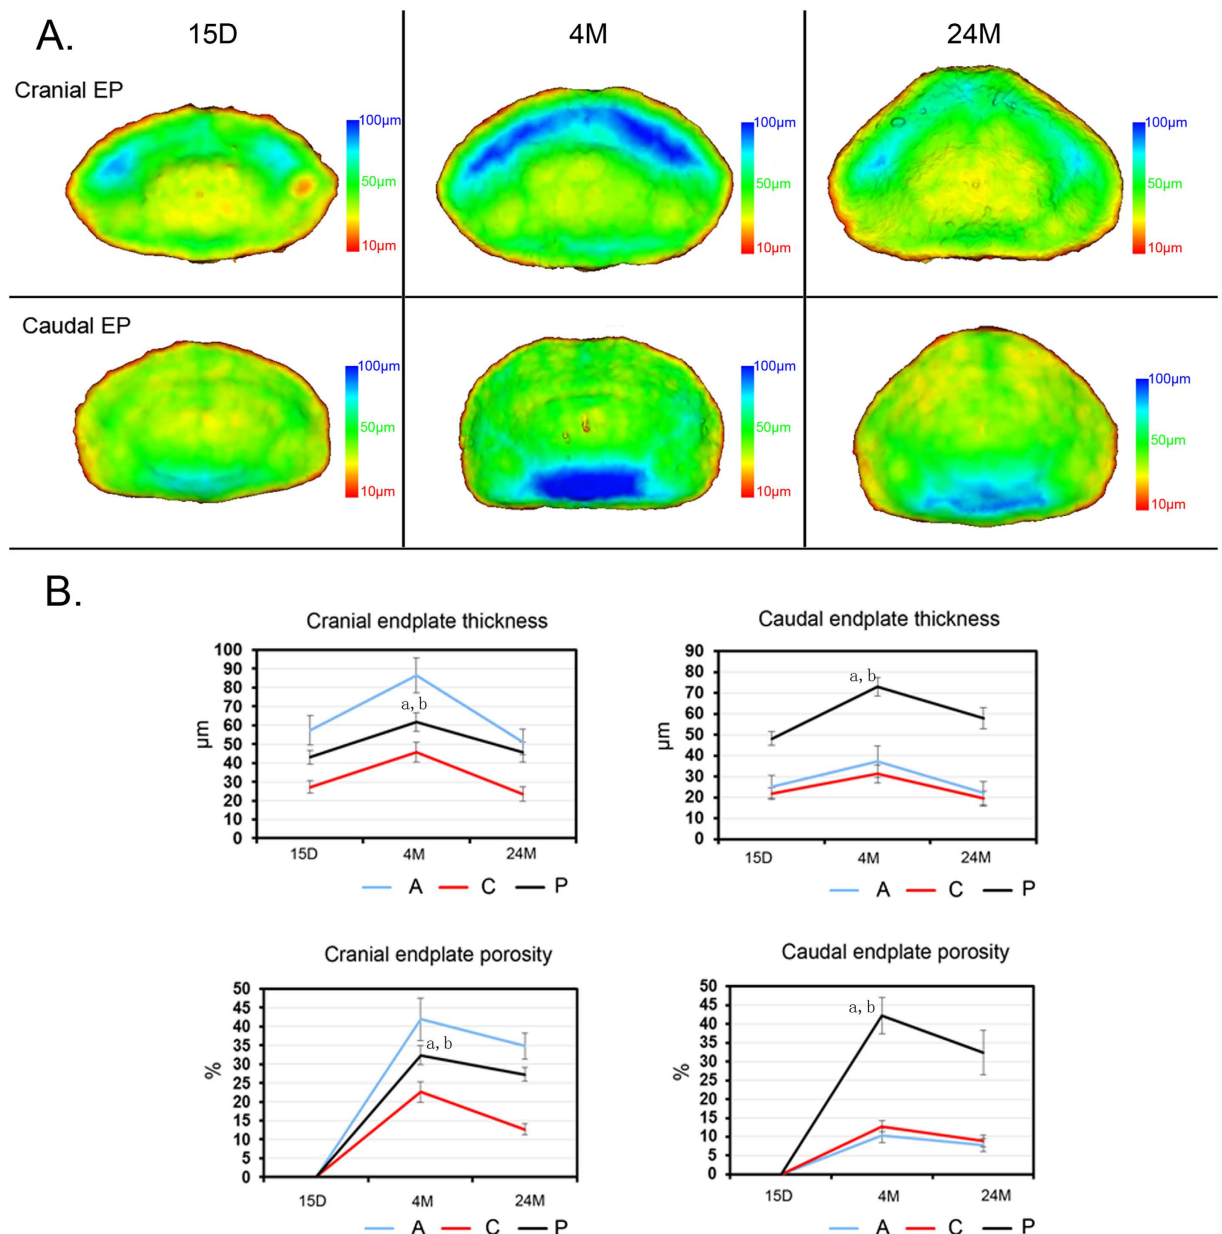 A.
15D
4M
24M
Cranial EP
100μm
50μm
10μm
100μm
50μm
10μm
100μm
50μm
10μm
Caudal EP
100μm
50μm
10μm
100μm
50μm
10μm
100μm
50μm
10μm
B.
Cranial endplate thickness
100
90
80
70
60
50
40
30
20
10
0
μm
a, b
15D
4M
24M
A
C
P
Caudal endplate thickness
90
80
70
60
50
40
30
20
10
0
μm
a, b
15D
4M
24M
A
C
P
Cranial endplate porosity
50
45
40
35
30
25
20
15
10
5
0
%
a, b
15D
4M
24M
A
C
P
Caudal endplate porosity
50
45
40
35
30
25
20
15
10
5
0
%
a, b
15D
4M
24M
A
C
P